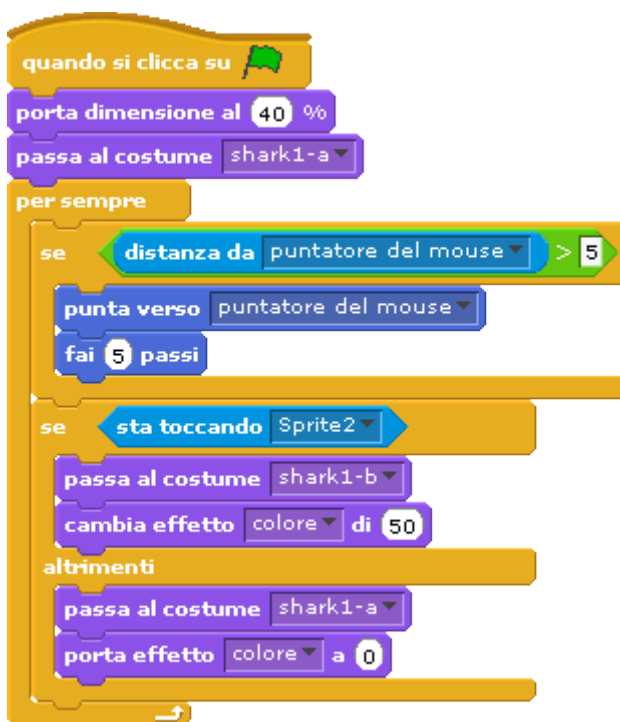 quando si clicca su
porta dimensione al 40 %
passa al costume shark1-a
per sempre
se distanza da puntatore del mouse > 5
punta verso puntatore del mouse
fai 5 passi
se sta toccando Sprite2
passa al costume shark1-b
cambia effetto colore di 50
altrimenti
passa al costume shark1-a
porta effetto colore a 0